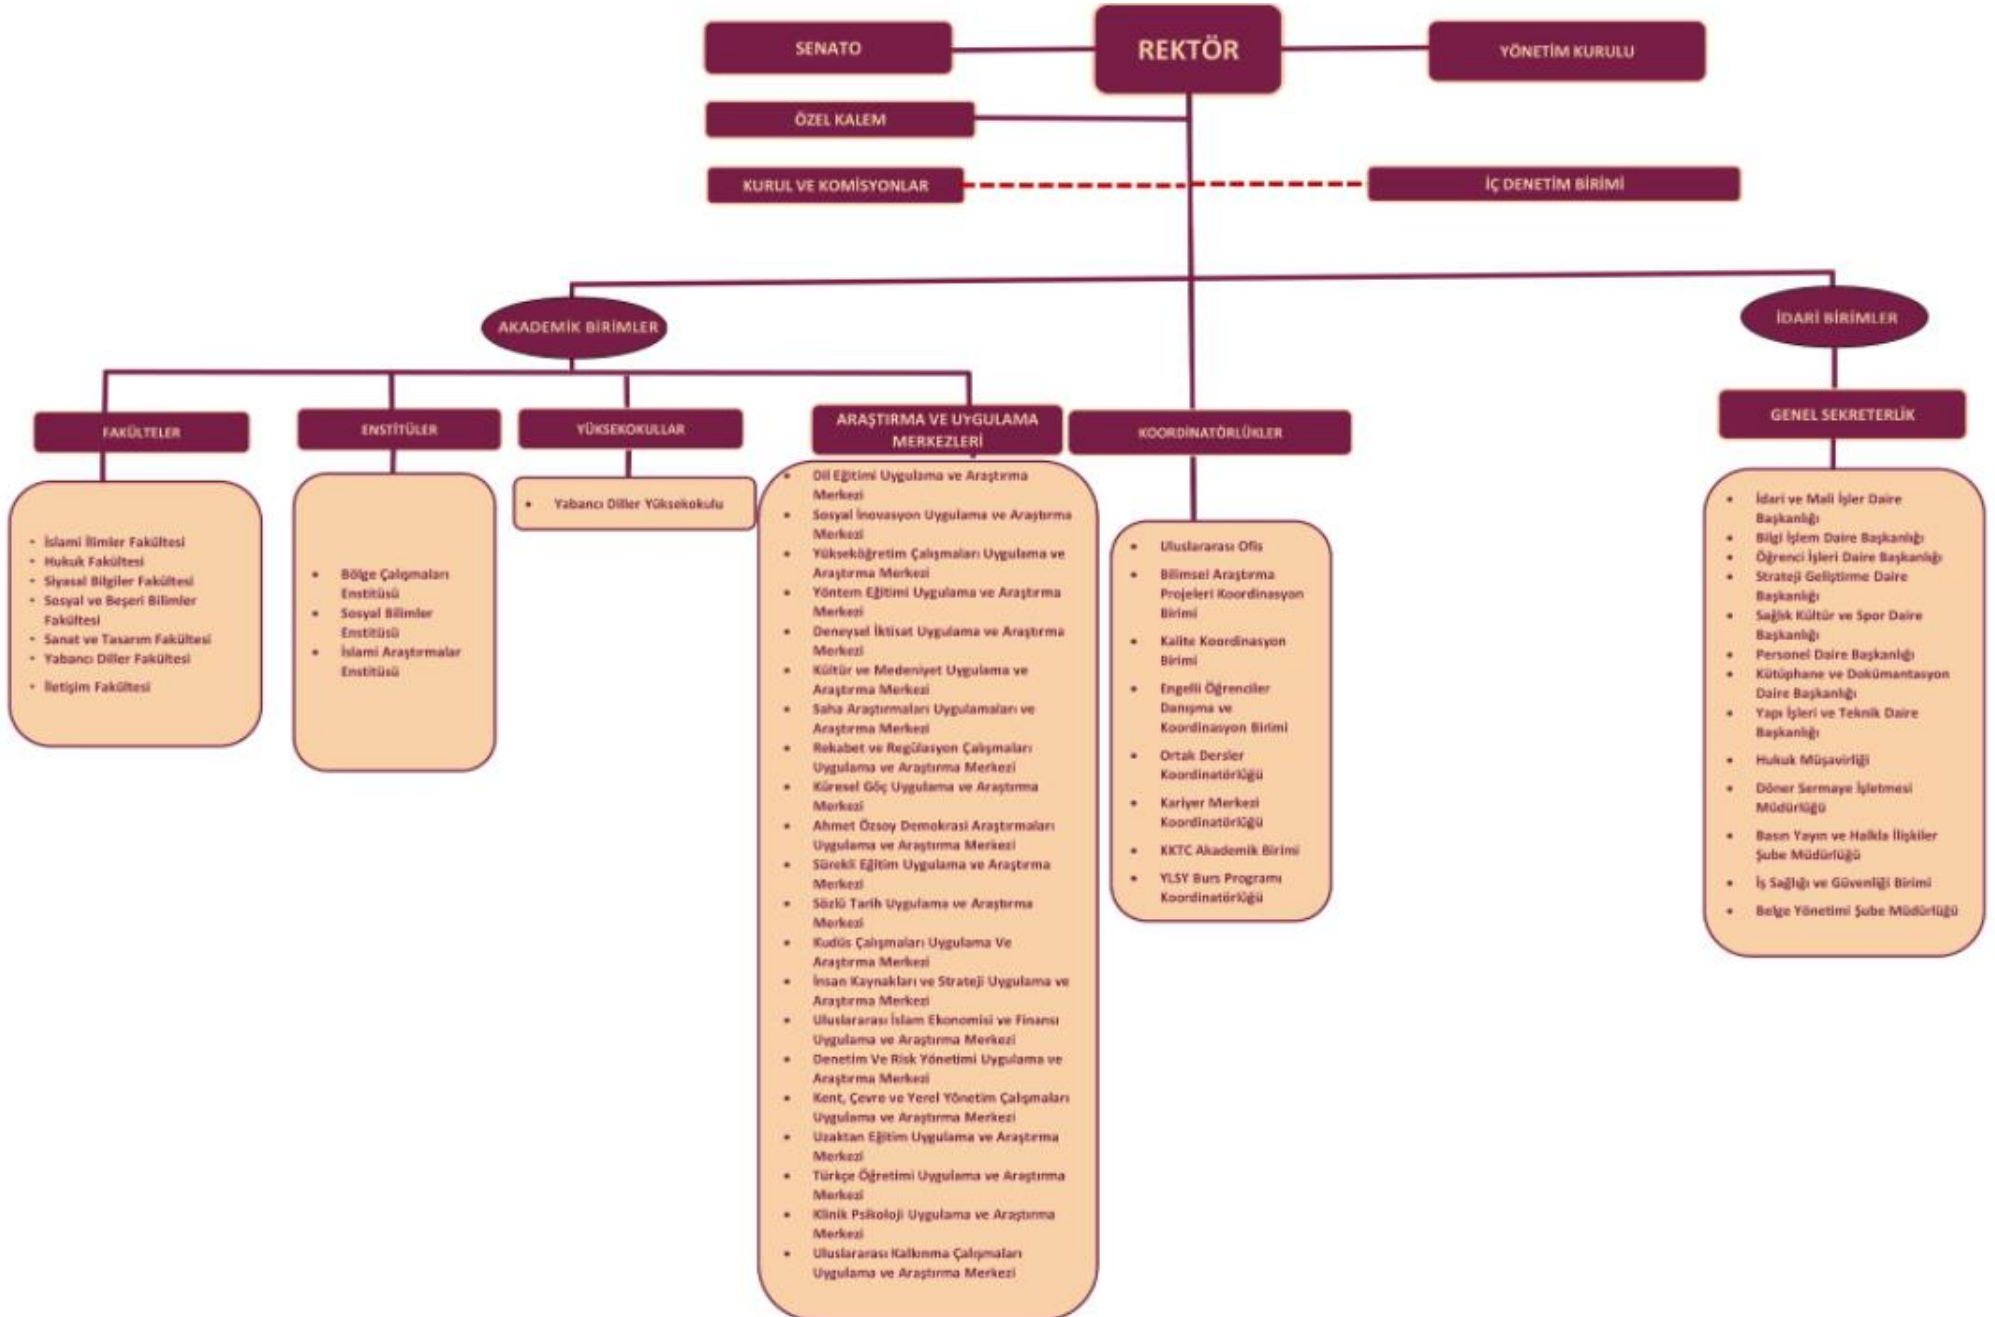 SENATO
REKTÖR
YÖNETİM KURULU
ÖZEL KALEM
KURUL VE KOMİSYONLAR
İÇ DENETİM BİRİMİ
AKADEMİK BİRİMLER
İDARİ BİRİMLER
FAKÜLTELER
• İslami İlimler Fakültesi
• Hukuk Fakültesi
• Siyasal Bilgiler Fakültesi
• Sosyal ve Beşeri Bilimler
Fakültesi
• Sanat ve Tasarım Fakültesi
• Yabancı Diller Fakültesi
• İletişim Fakültesi
ENSTİTÜLER
• Bölge Çalışmaları
Enstitüsü
• Sosyal Bilimler
Enstitüsü
• İslami Araştırmalar
Enstitüsü
YÜKSEKOKULLAR
• Yabancı Diller Yüksekokulu
ARAŞTIRMA VE UYGULAMA
MERKEZLERİ
• Dil Eğitimi Uygulama ve Araştırma
Merkezi
• Sosyal İnovasyon Uygulama ve Araştırma
Merkezi
• Yükseköğretim Çalışmaları Uygulama ve
Araştırma Merkezi
• Yöntem Eğitimi Uygulama ve Araştırma
Merkezi
• Deneysel İktisat Uygulama ve Araştırma
Merkezi
• Kültür ve Medeniyet Uygulama ve
Araştırma Merkezi
• Saha Araştırmaları Uygulamaları ve
Araştırma Merkezi
• Rekabet ve Regülasyon Çalışmaları
Uygulama ve Araştırma Merkezi
• Küresel Göç Uygulama ve Araştırma
Merkezi
• Ahmet Özsoy Demokrasi Araştırmaları
Uygulama ve Araştırma Merkezi
• Sürekli Eğitim Uygulama ve Araştırma
Merkezi
• Sözlü Tarih Uygulama ve Araştırma
Merkezi
• Kudüs Çalışmaları Uygulama Ve
Araştırma Merkezi
• İnsan Kaynakları ve Strateji Uygulama ve
Araştırma Merkezi
• Uluslararası İslam Ekonomisi ve Finansı
Uygulama ve Araştırma Merkezi
• Denetim Ve Risk Yönetimi Uygulama ve
Araştırma Merkezi
• Kent, Çevre ve Yerel Yönetim Çalışmaları
Uygulama ve Araştırma Merkezi
• Uzaktan Eğitim Uygulama ve Araştırma
Merkezi
• Türkçe Öğretimi Uygulama ve Araştırma
Merkezi
• Klinik Psikoloji Uygulama ve Araştırma
Merkezi
• Uluslararası Kalkınma Çalışmaları
Uygulama ve Araştırma Merkezi
KOORDİNATÖRLÜKLER
• Uluslararası Ofis
• Bilimsel Araştırma
Projeleri Koordinasyon
Birimi
• Kalite Koordinasyon
Birimi
• Engelli Öğrenciler
Danışma ve
Koordinasyon Birimi
• Ortak Dersler
Koordinatörlüğü
• Kariyer Merkezi
Koordinatörlüğü
• KKTC Akademik Birimi
• YLSY Burs Programı
Koordinatörlüğü
GENEL SEKRETERLİK
• İdari ve Mali İşler Daire
Başkanlığı
• Bilgi İşlem Daire Başkanlığı
• Öğrenci İşleri Daire Başkanlığı
• Strateji Geliştirme Daire
Başkanlığı
• Sağlık Kültür ve Spor Daire
Başkanlığı
• Personel Daire Başkanlığı
• Kütüphane ve Dokümantasyon
Daire Başkanlığı
• Yapı İşleri ve Teknik Daire
Başkanlığı
• Hukuk Müşavirliği
• Döner Sermaye İşletmesi
Müdürlüğü
• Basın Yayın ve Halkla İlişkiler
Şube Müdürlüğü
• İş Sağlığı ve Güvenliği Birimi
• Belge Yönetimi Şube Müdürlüğü